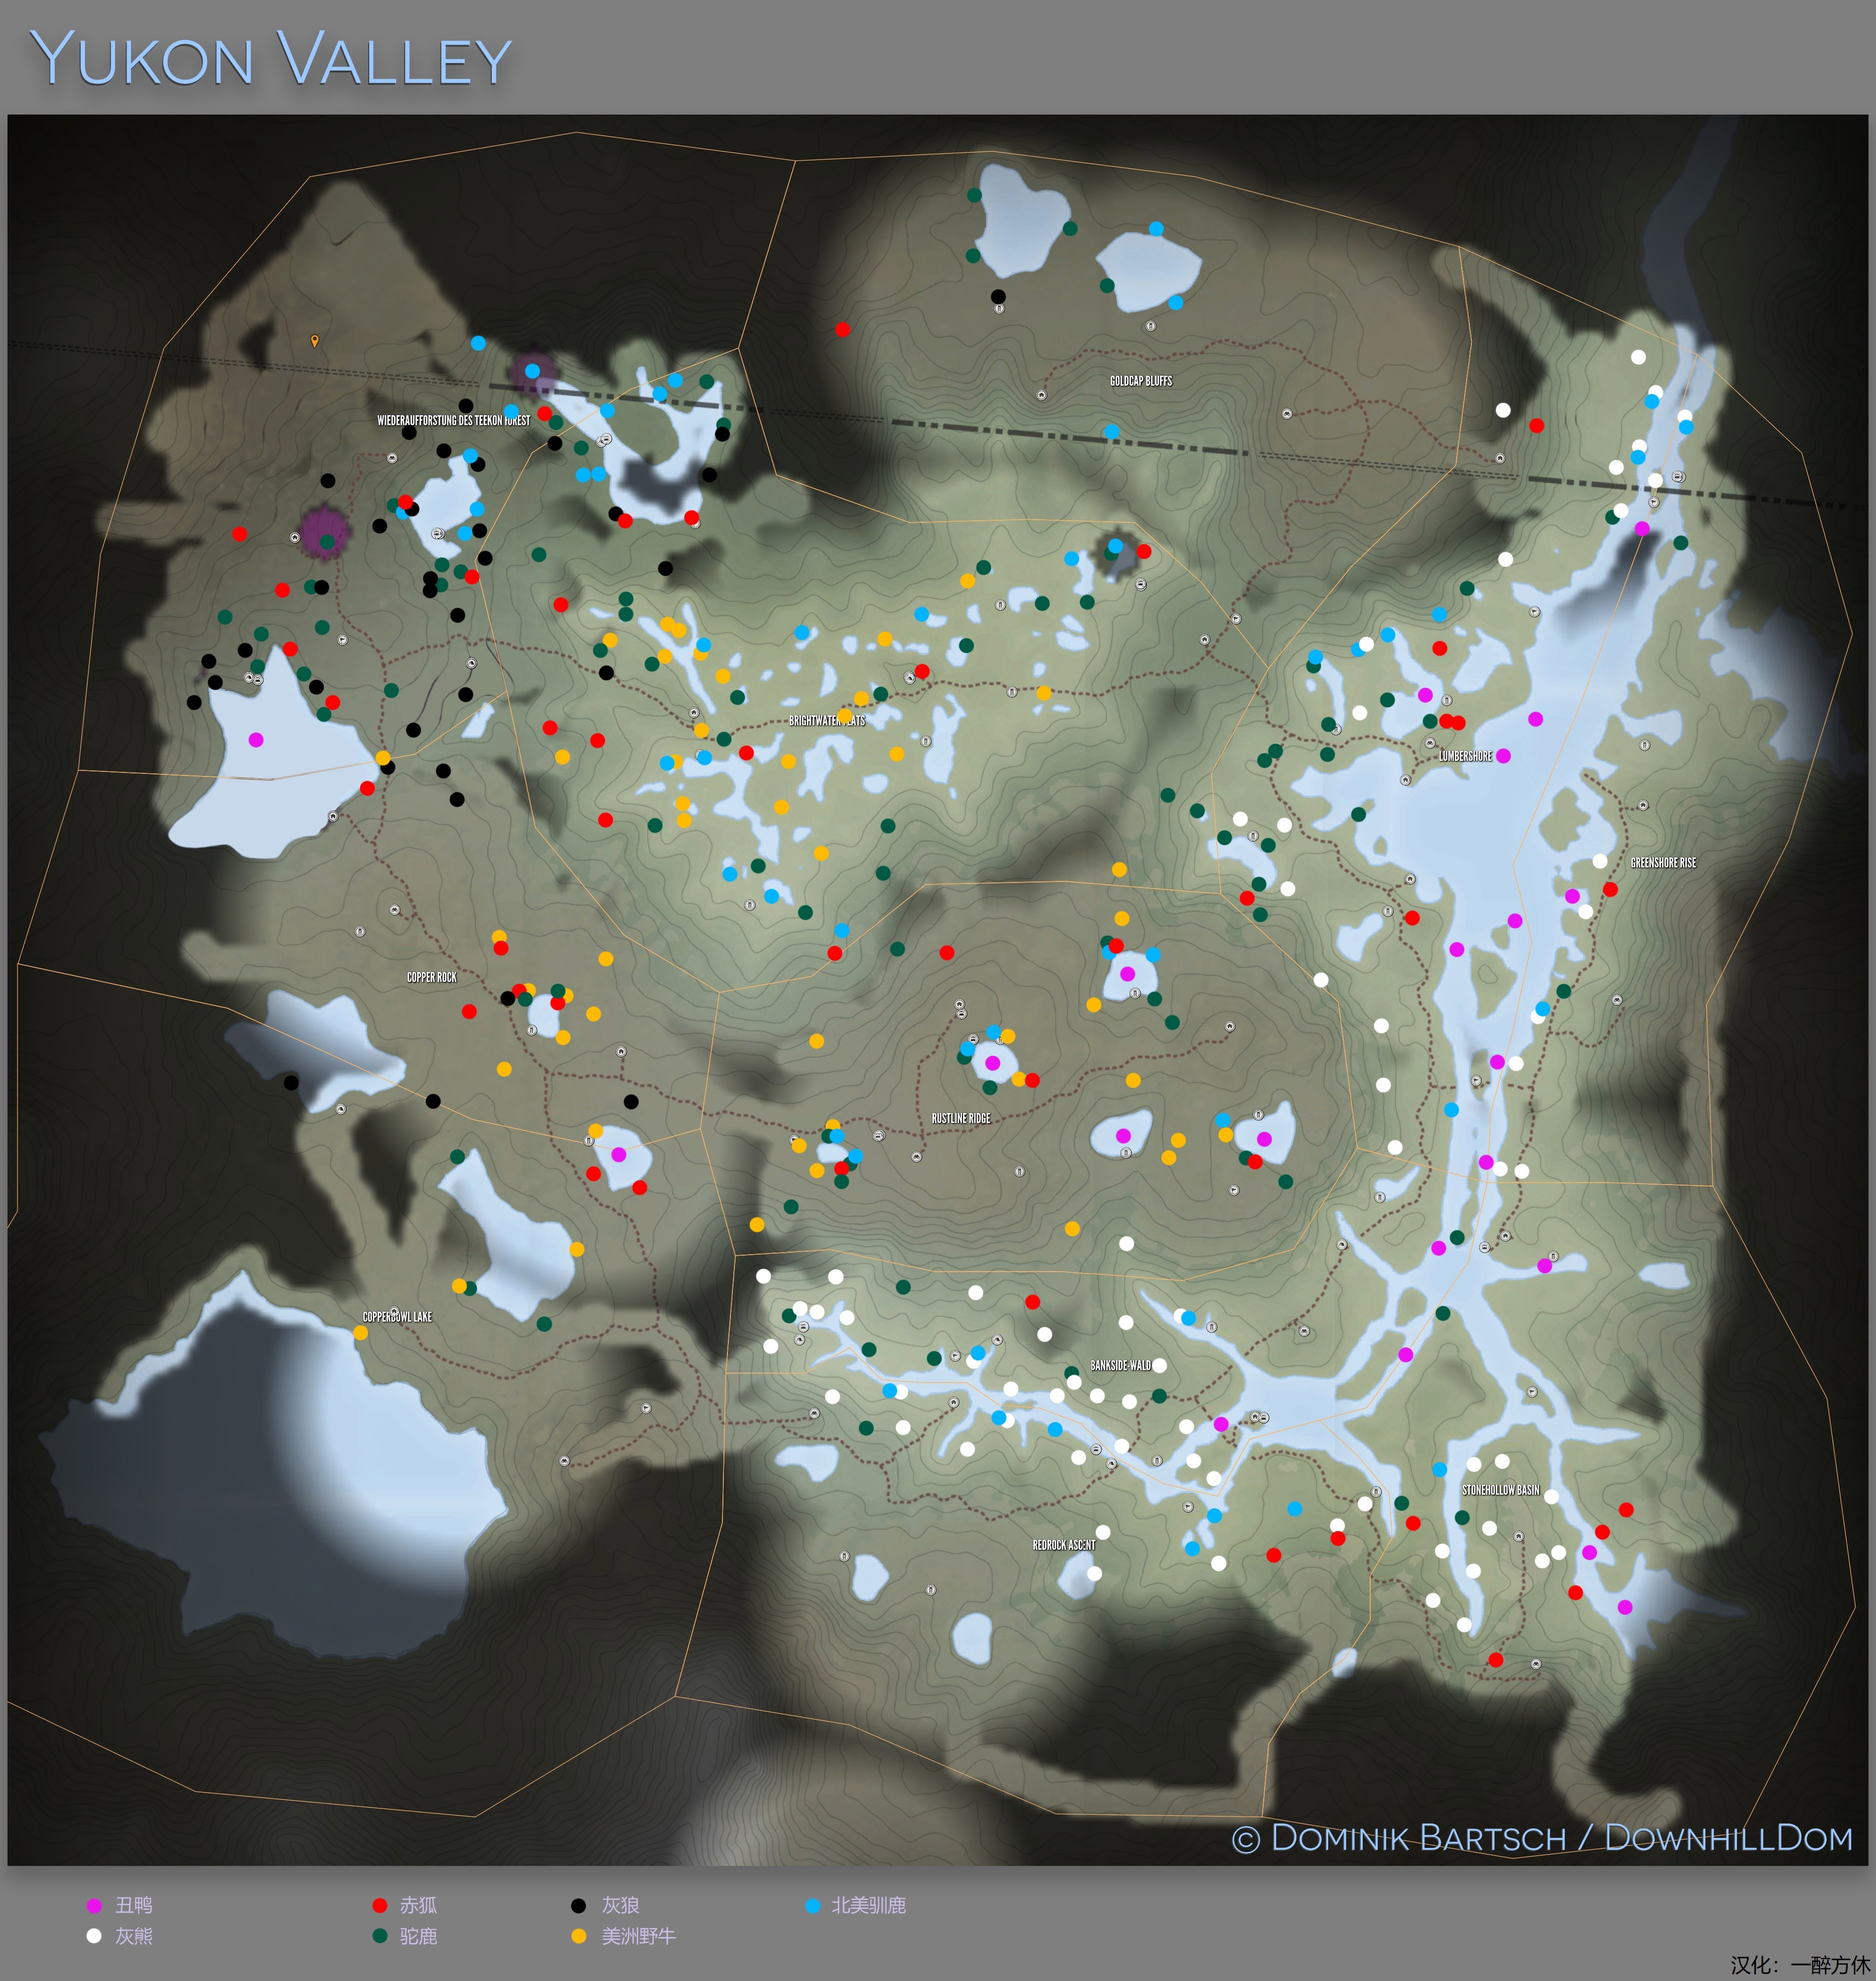 YUKON VALLEY
GOLDCAP BLUFFS
WIEDERAUFFORSTUNG DES TEEKON FOREST
BRIGHTWATER FLATS
LUMBERSHORE
GREENSHORE RISE
COPPER ROCK
RUSTLINE RIDGE
COPPERBOWL LAKE
BANKSIDE-WALD
STONEHOLLOW BASIN
REDROCK ASCENT
© DOMINIK BARTSCH / DOWNHILLDOM
丑鸭 赤狐 灰狼 北美驯鹿
灰熊 驼鹿 美洲野牛
汉化：一醉方休